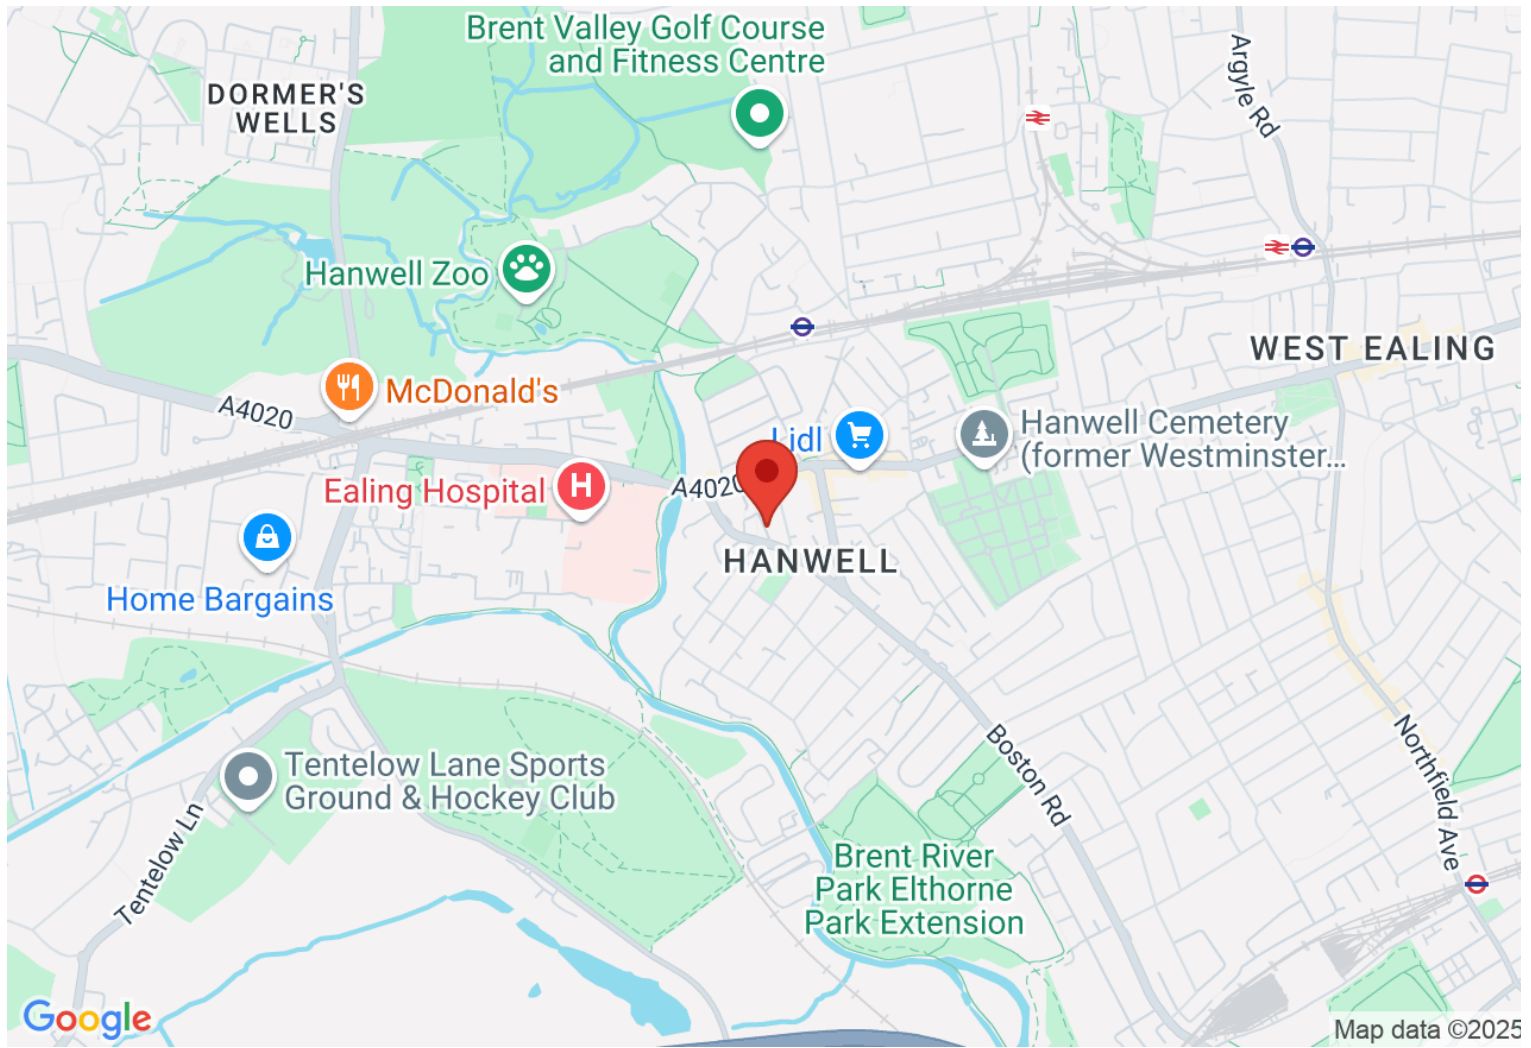 Brent Valley Golf Course
and Fitness Centre
Argyle Rd
DORMER'S
WELLS
Hanwell Zoo
WEST EALING
McDonald's
A4020
Lidl
Hanwell Cemetery
(former Westminster...
Ealing Hospital
H
A4020
HANWELL
Home Bargains
Boston Rd
Northfield Ave
Tentelow Lane Sports
Ground & Hockey Club
Tentelow Ln
Brent River
Park Elthorne
Park Extension
Google
Map data ©2025